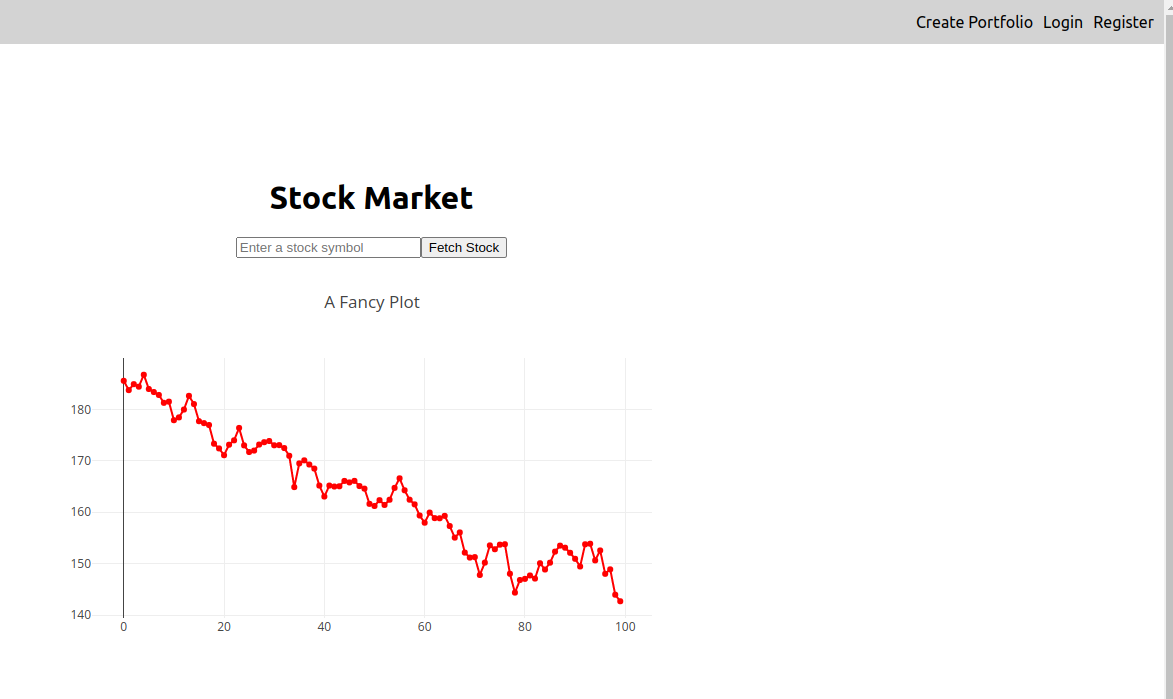 Create Portfolio Login Register
Stock Market
Enter a stock symbol Fetch Stock
A Fancy Plot
180
170
160
150
140
0 20 40 60 80 100